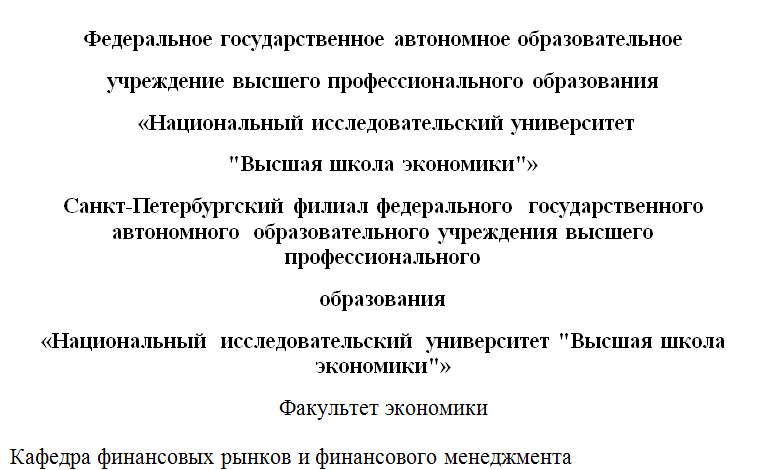 Федеральное государственное автономное образовательное
учреждение высшего профессионального образования
«Национальный исследовательский университет
"Высшая школа экономики"»
Санкт-Петербургский филиал федерального государственного
автономного образовательного учреждения высшего
профессионального
образования
«Национальный исследовательский университет "Высшая школа
экономики"»
Факультет экономики
Кафедра финансовых рынков и финансового менеджмента